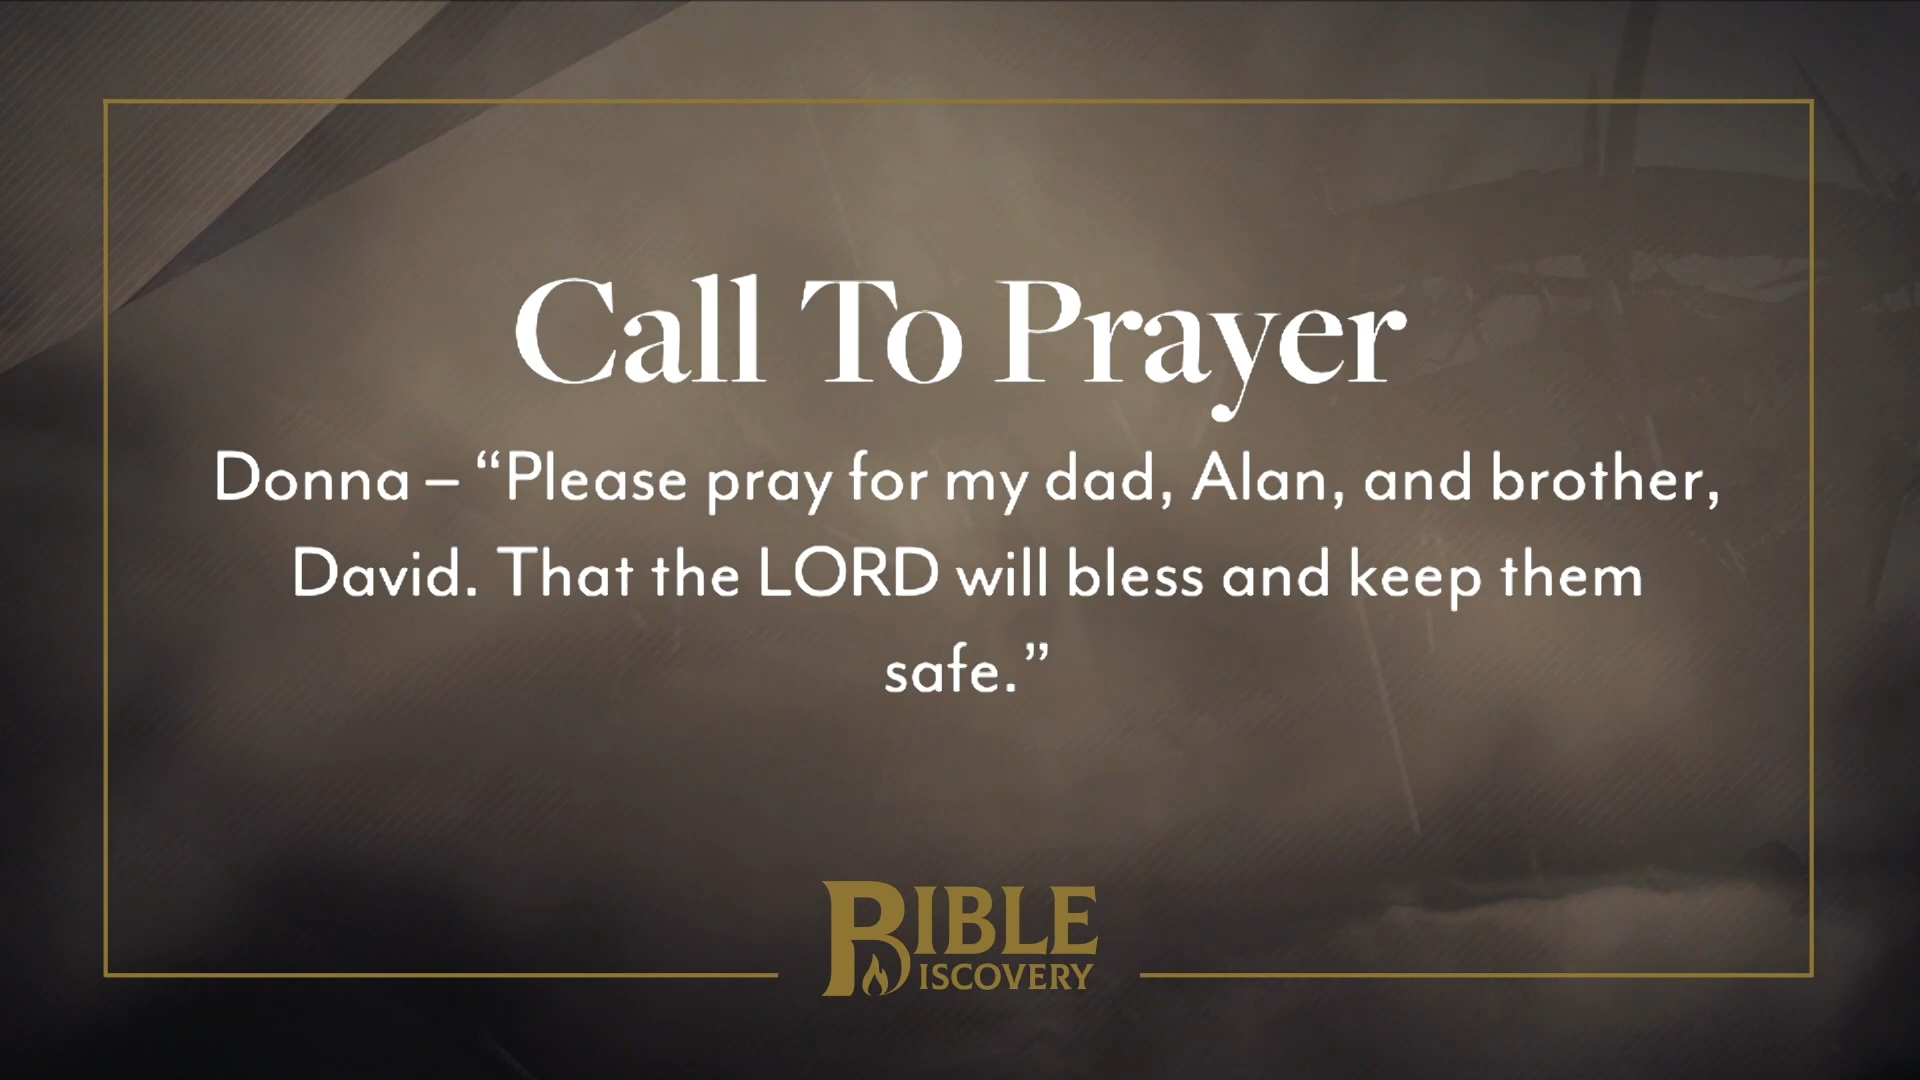 Call To Prayer
Donna – “Please pray for my dad, Alan, and brother,
David. That the LORD will bless and keep them
safe.”
BIBLE
DISCOVERY